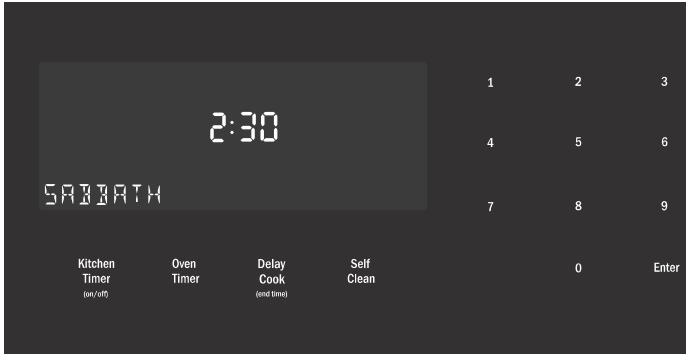 2:30
SABBATH
Kitchen
Timer
(on/off)
Oven
Timer
Delay
Cook
(end time)
Self
Clean
1 2 3
4 5 6
7 8 9
0 Enter